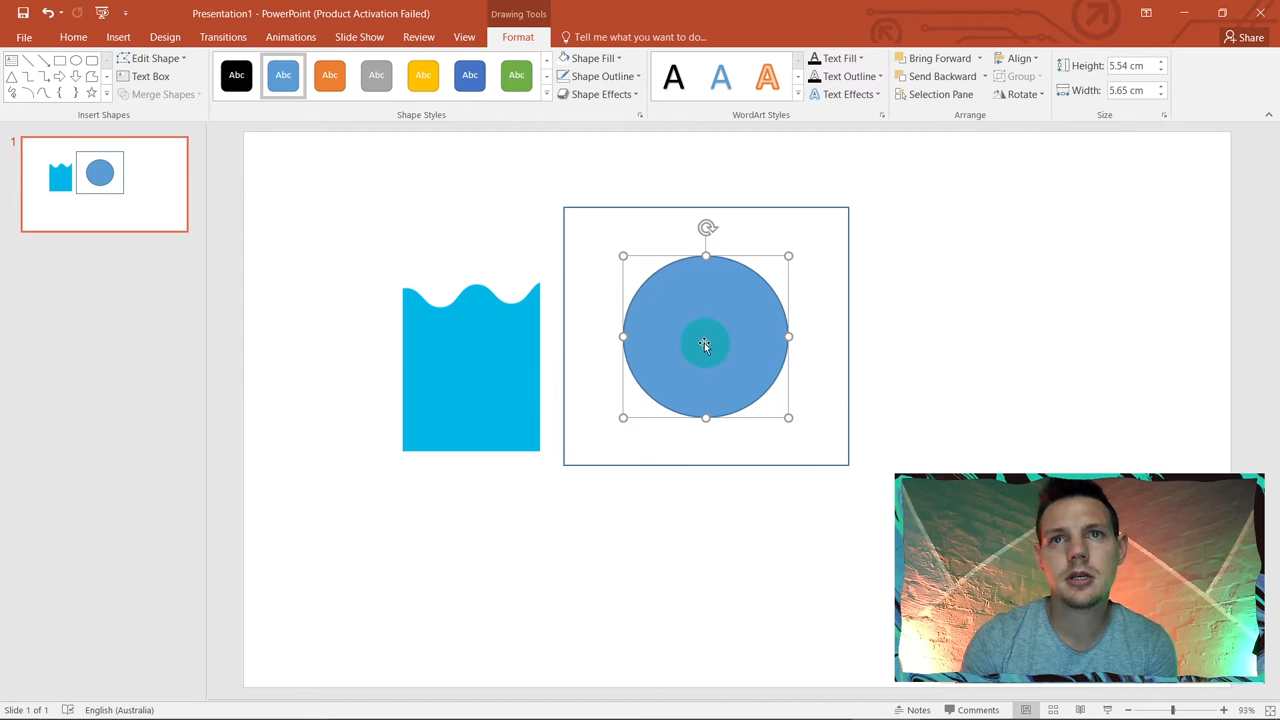 Presentation1 - PowerPoint (Product Activation Failed)
Drawing Tools
File
Home
Insert
Design
Transitions
Animations
Slide Show
Review
View
Format
Tell me what you want to do...
Share
Edit Shape
Text Box
Merge Shapes
Insert Shapes
Abc
Abc
Abc
Abc
Abc
Abc
Abc
Shape Styles
Shape Fill
Shape Outline
Shape Effects
A
A
A
WordArt Styles
Text Fill
Text Outline
Text Effects
Bring Forward
Send Backward
Selection Pane
Align
Group
Rotate
Arrange
Height: 5.54 cm
Width: 5.65 cm
Size
1
Slide 1 of 1
English (Australia)
Notes
Comments
93%